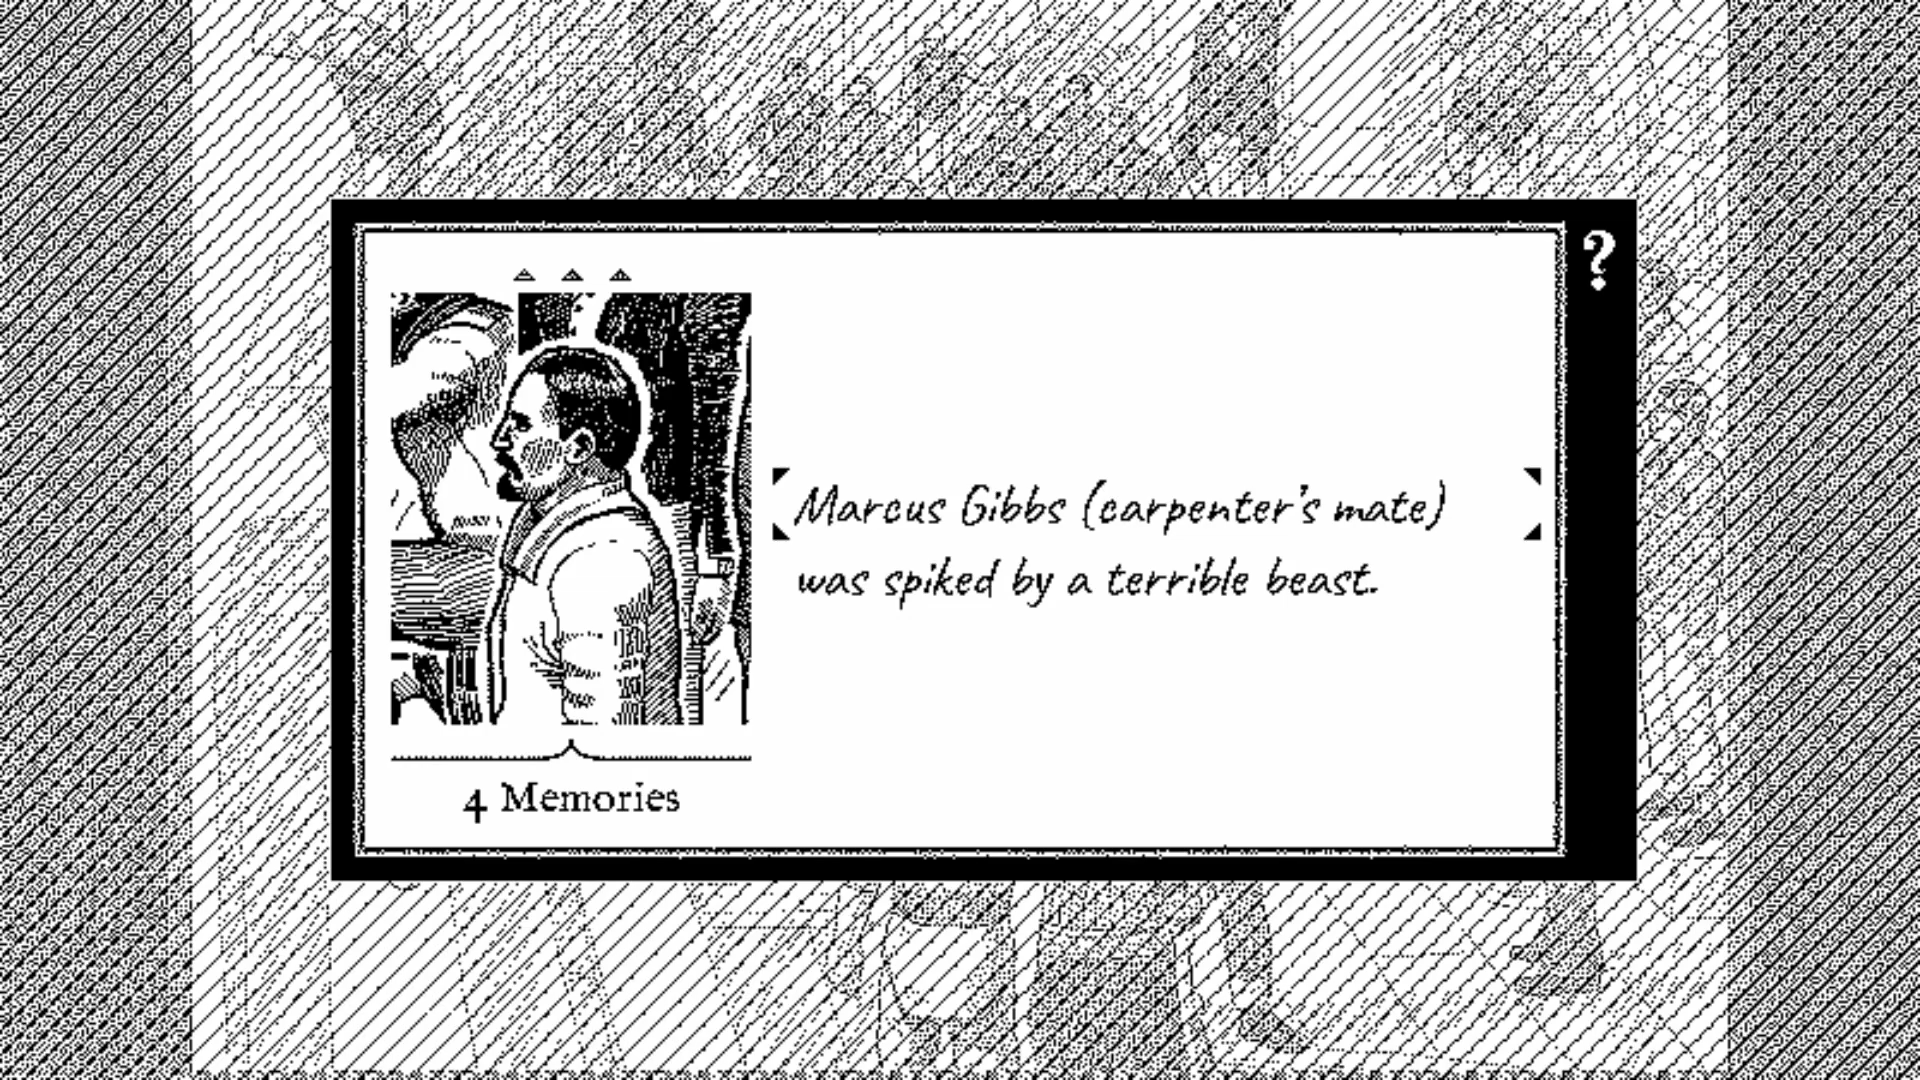 ?
Marcus Gibbs (carpenter's mate)
was spiked by a terrible beast.
4 Memories